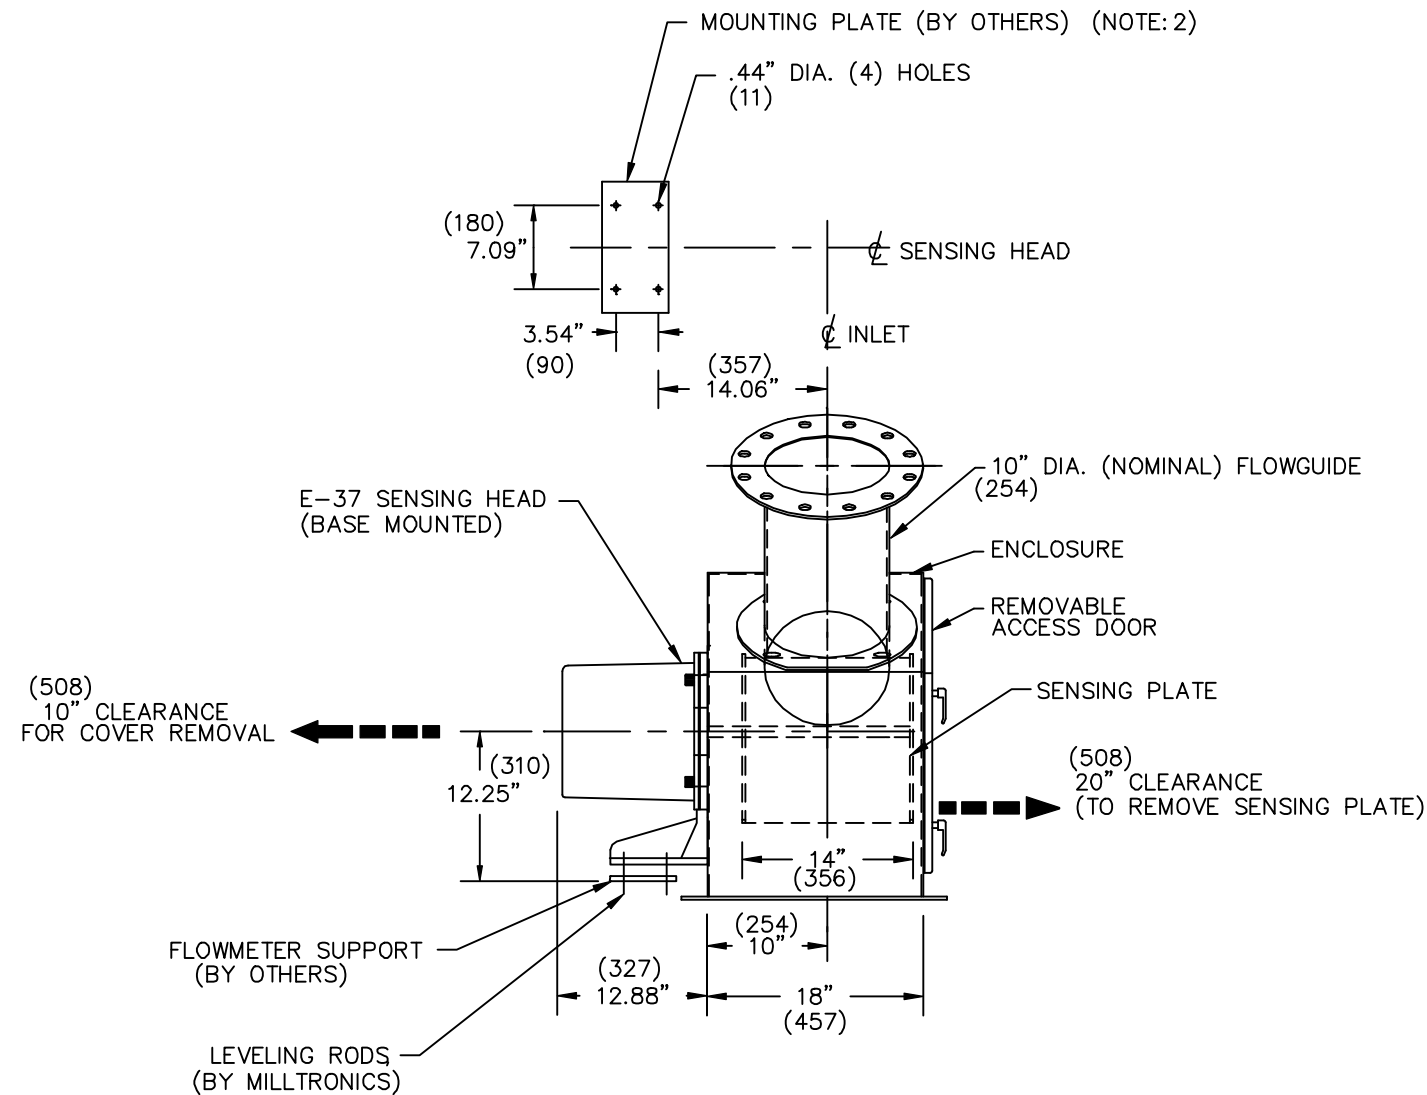 MOUNTING PLATE (BY OTHERS) (NOTE:2)
.44" DIA. (4) HOLES
(11)
(180)
7.09"
℄ SENSING HEAD
3.54"
(90)
℄ INLET
(357)
14.06"
10" DIA. (NOMINAL) FLOWGUIDE
(254)
E-37 SENSING HEAD
(BASE MOUNTED)
ENCLOSURE
REMOVABLE
ACCESS DOOR
(508)
10" CLEARANCE
FOR COVER REMOVAL
SENSING PLATE
(310)
12.25"
(508)
20" CLEARANCE
(TO REMOVE SENSING PLATE)
14"
(356)
(254)
10"
FLOWMETER SUPPORT
(BY OTHERS)
(327)
12.88"
18"
(457)
LEVELING RODS
(BY MILLTRONICS)